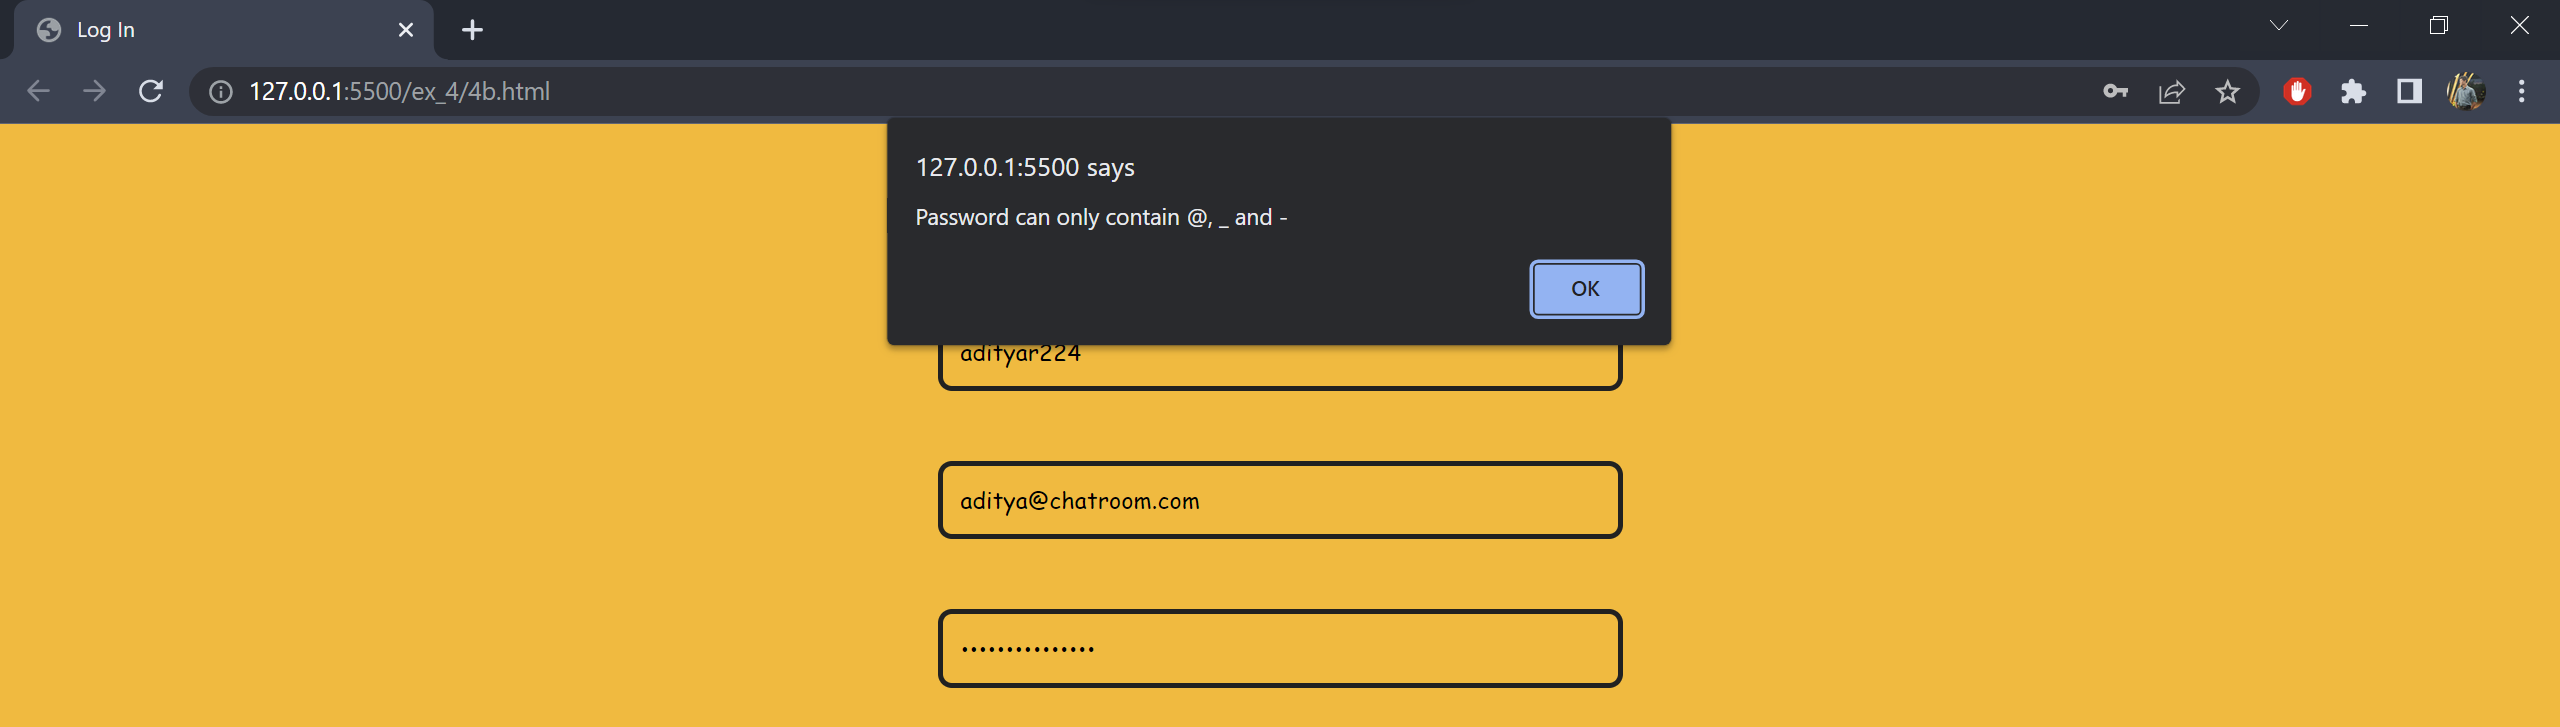 Log In
127.0.0.1:5500/ex_4/4b.html
127.0.0.1:5500 says
Password can only contain @, _ and -
OK
adityar224
aditya@chatroom.com
•••••••••••••••